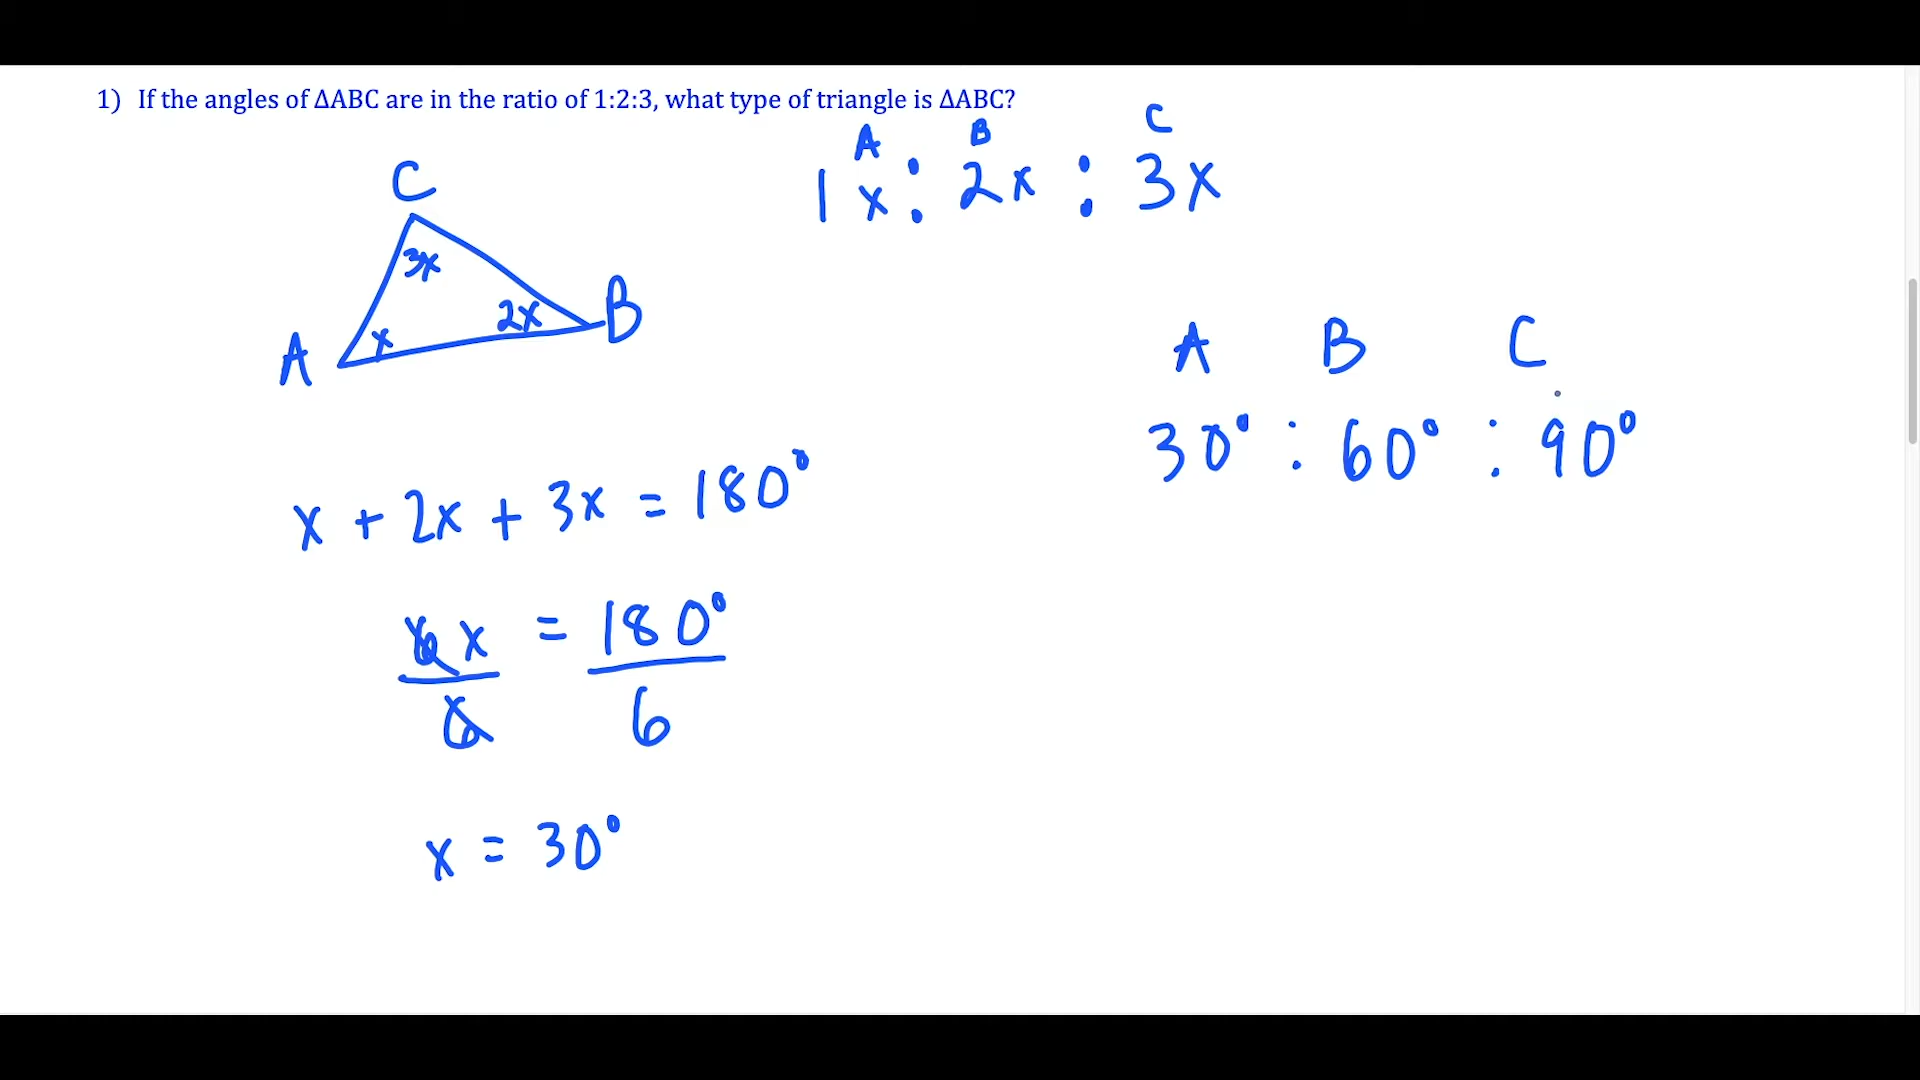 1) If the angles of ΔABC are in the ratio of 1:2:3, what type of triangle is ΔABC?
A B C
1x : 2x : 3x
C
3x
2x B
A x
A B C
30° : 60° : 90°
x + 2x + 3x = 180°
6x = 180°
6 6
x = 30°